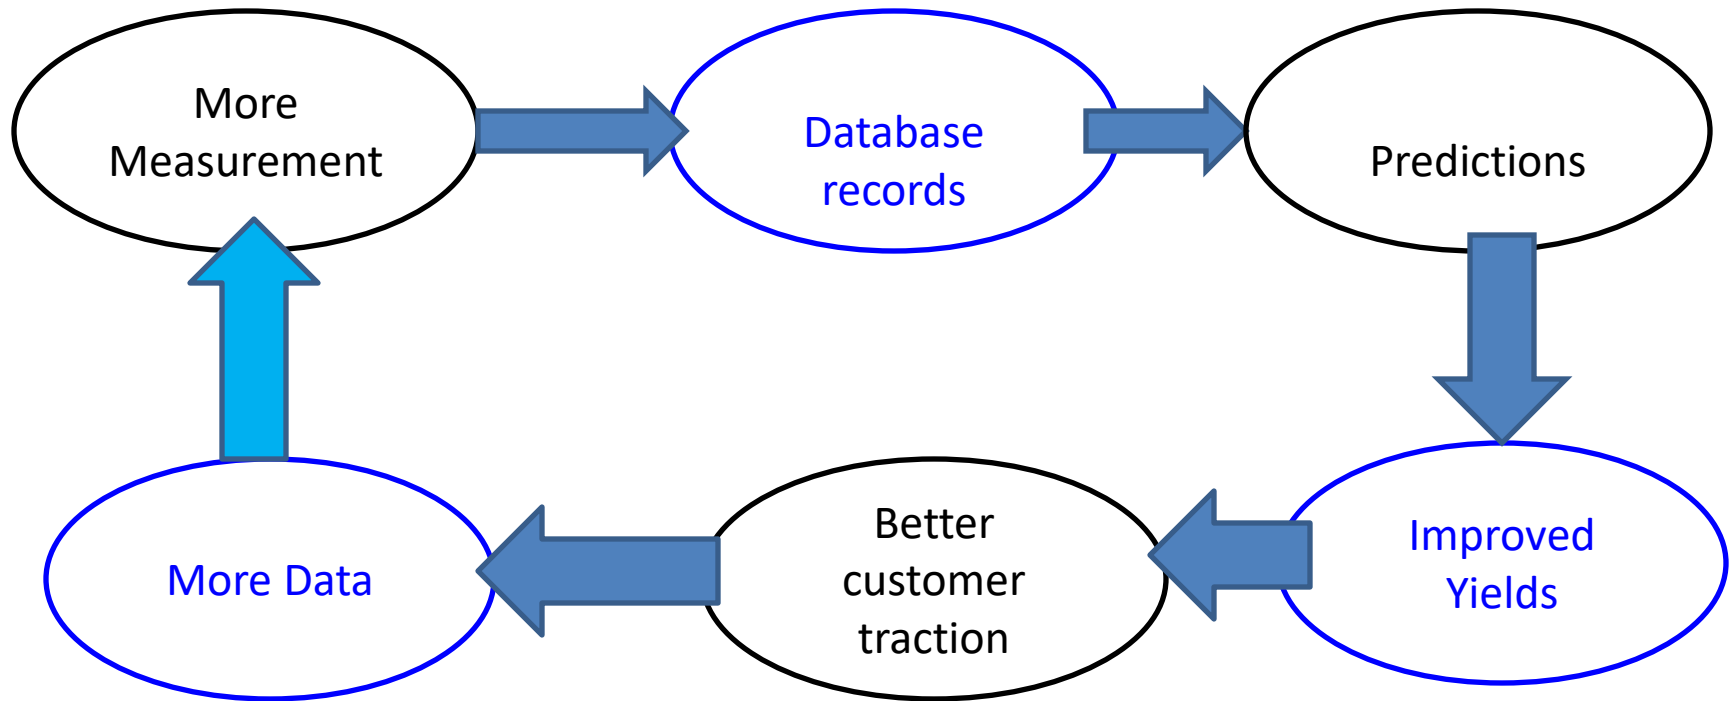 More
Measurement
Database
records
Predictions
Improved
Yields
Better
customer
traction
More Data